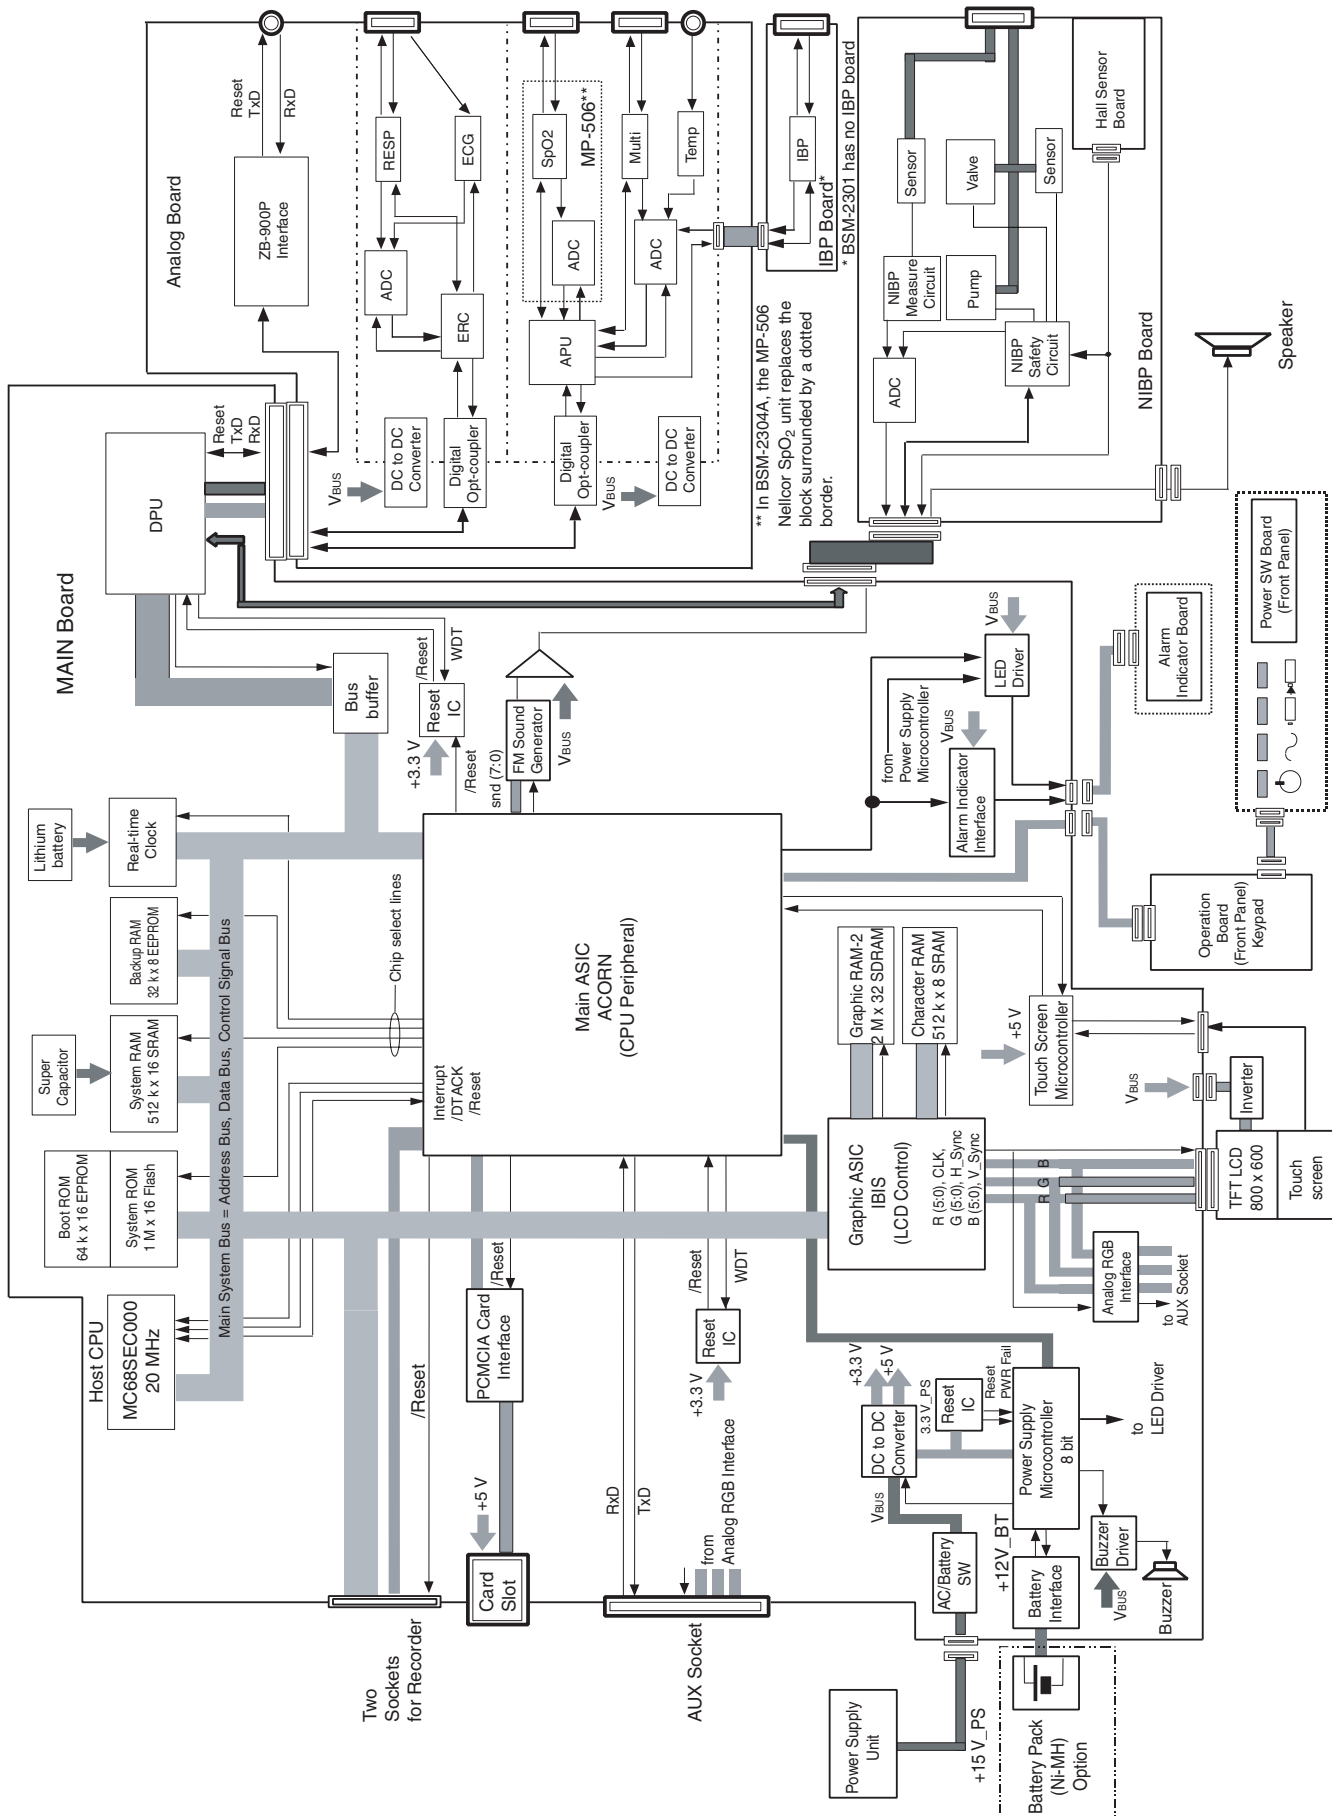 Analog Board
Reset
TxD
RxD
ZB-900P
Interface
RESP
ECG
ADC
ERC
VBUS
DC to DC
Converter
Digital
Opt-coupler
SpO2
MP-506**
ADC
Multi
Temp
ADC
APU
Digital
Opt-coupler
VBUS
DC to DC
Converter
IBP
IBP Board*
* BSM-2301 has no IBP board
** In BSM-2304A, the MP-506
Nellcor SpO2 unit replaces the
block surrounded by a dotted
border.
Hall Sensor
Board
Sensor
Valve
Sensor
NIBP
Measure
Circuit
Pump
NIBP
Safety
Circuit
ADC
NIBP Board
Speaker
MAIN Board
DPU
Reset
TxD
RxD
Bus
buffer
/Reset
WDT
Reset
IC
+3.3 V
/Reset
snd (7:0)
FM Sound
Generator
VBUS
VBUS
LED
Driver
from
Power Supply
Microcontroller
VBUS
Alarm Indicator
Interface
Alarm
Indicator Board
Power SW Board
(Front Panel)
Operation
Board
(Front Panel)
Keypad
Lithium
battery
Real-time
Clock
Backup RAM
32 k x 8 EEPROM
Super
Capacitor
System RAM
512 k x 16 SRAM
Boot ROM
64 k x 16 EPROM
System ROM
1 M x 16 Flash
Host CPU
MC68SEC000
20 MHz
Main System Bus = Address Bus, Data Bus, Control Signal Bus
Chip select lines
Interrupt
/DTACK
/Reset
Main ASIC
ACORN
(CPU Peripheral)
Graphic RAM-2
2 M x 32 SDRAM
Character RAM
512 k x 8 SRAM
Graphic ASIC
IBIS
(LCD Control)
R (5:0), CLK,
G (5:0), H_Sync
B (5:0), V_Sync
R
G
B
+5 V
Touch Screen
Microcontroller
VBUS
Inverter
TFT LCD
800 x 600
Touch
screen
Analog RGB
Interface
to
AUX Socket
/Reset
/Reset
PCMCIA Card
Interface
+5 V
Card
Slot
Two
Sockets
for Recorder
RxD
TxD
/Reset
WDT
Reset
IC
+3.3 V
from
Analog RGB Interface
AUX Socket
+3.3 V
+5 V
DC to DC
Converter
VBUS
3.3 V_PS
Reset
IC
Reset
PWR Fail
Power Supply
Microcontroller
8 bit
to
LED Driver
AC/Battery
SW
+12V_BT
Battery
Interface
Buzzer
Driver
VBUS
Buzzer
Power Supply
Unit
+15 V_PS
Battery Pack
(Ni-MH)
Option